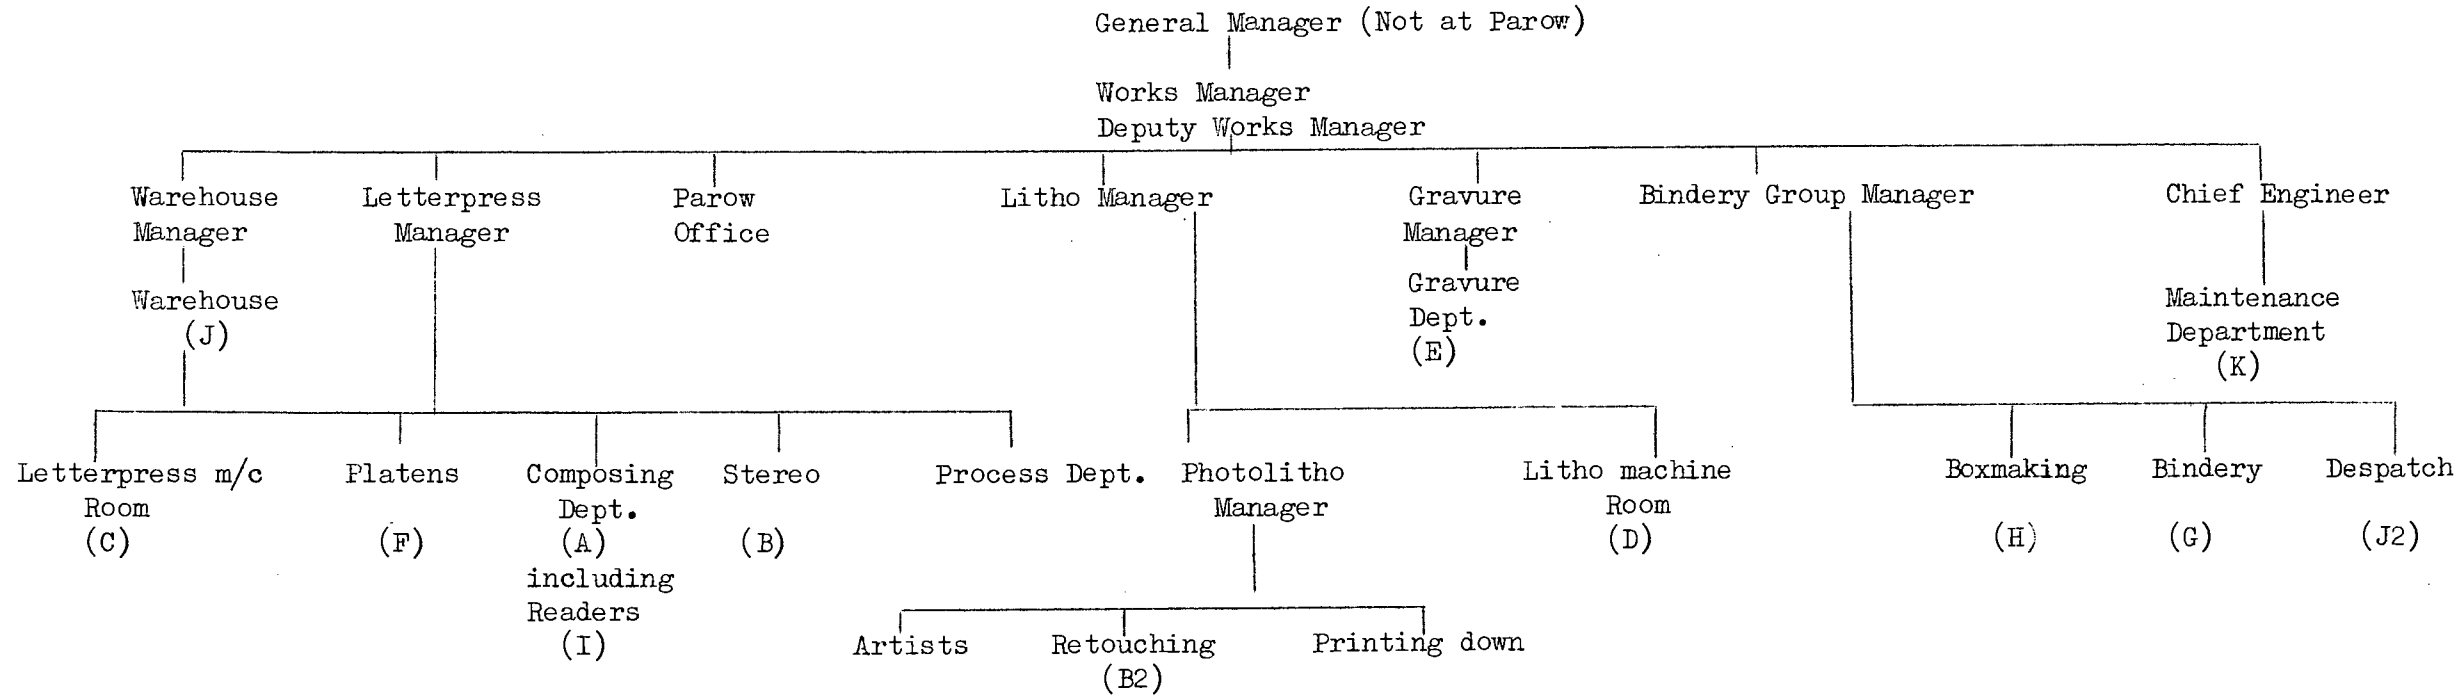 General Manager (Not at Parow)
Works Manager
Deputy Works Manager
Warehouse
Manager
Letterpress
Manager
Parow
Office
Litho Manager
Gravure
Manager
Bindery Group Manager
Chief Engineer
Warehouse
(J)
Gravure
Dept.
(E)
Maintenance
Department
(K)
Letterpress m/c
Room
(C)
Platens
(F)
Composing
Dept.
(A)
including
Readers
(I)
Stereo
(B)
Process Dept.
Photolitho
Manager
Litho machine
Room
(D)
Boxmaking
(H)
Bindery
(G)
Despatch
(J2)
Artists
Retouching
(B2)
Printing down